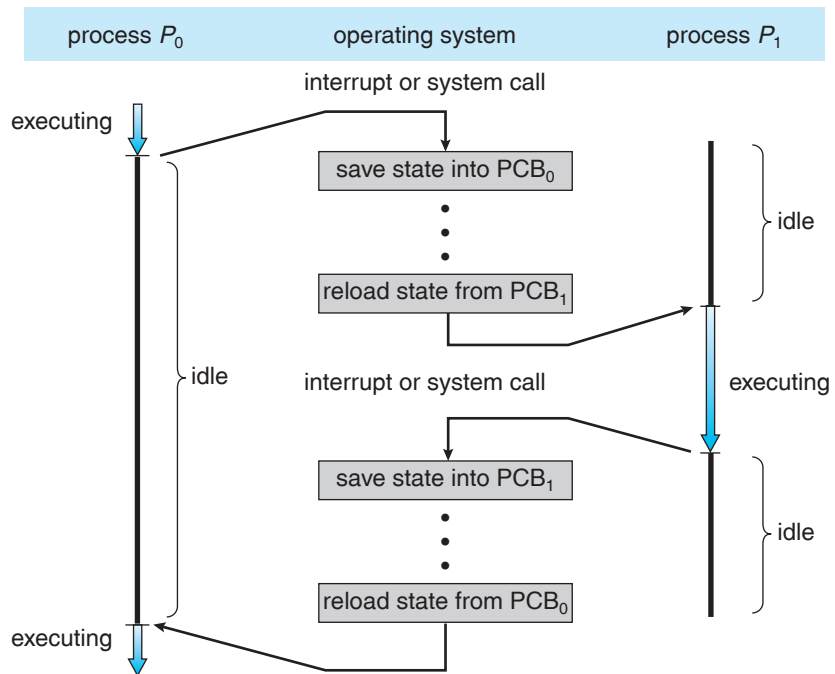 process P₀
operating system
process P₁
interrupt or system call
executing
save state into PCB₀
idle
reload state from PCB₁
idle
interrupt or system call
executing
save state into PCB₁
idle
reload state from PCB₀
executing